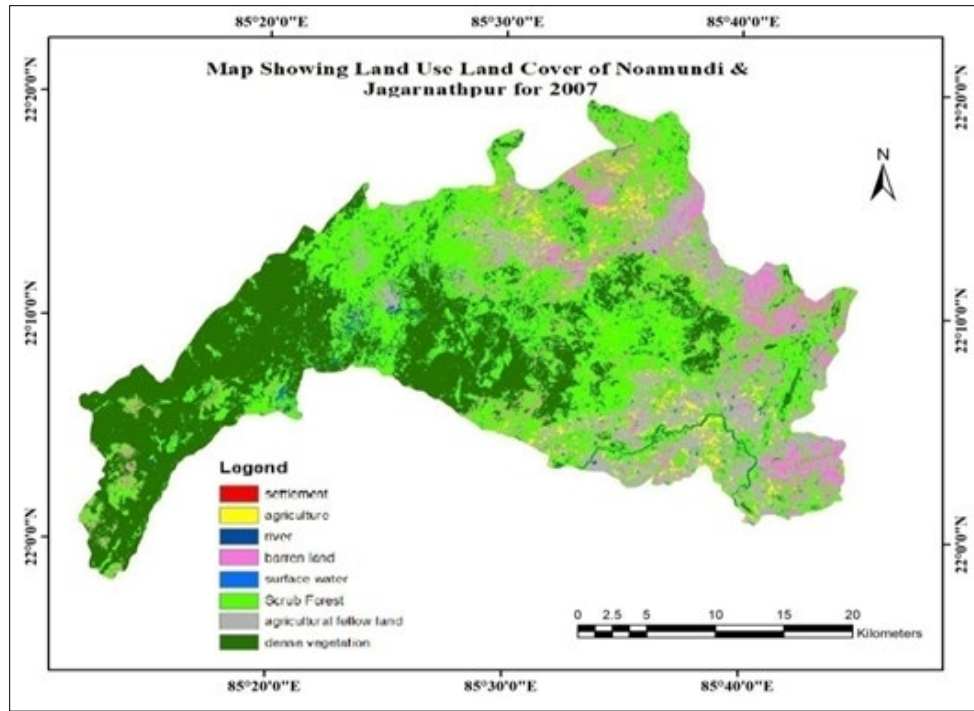 85°20'0"E 85°30'0"E 85°40'0"E
Map Showing Land Use Land Cover of Noamundi &
Jagarnathpur for 2007
22°20'0"N 22°20'0"N
N
22°10'0"N 22°10'0"N
Legend
settlement
agriculture
river
barren land
surface water
Scrub Forest
agricultural fellow land
dense vegetation
22°0'0"N 22°0'0"N
0 2.5 5 10 15 20
Kilometers
85°20'0"E 85°30'0"E 85°40'0"E